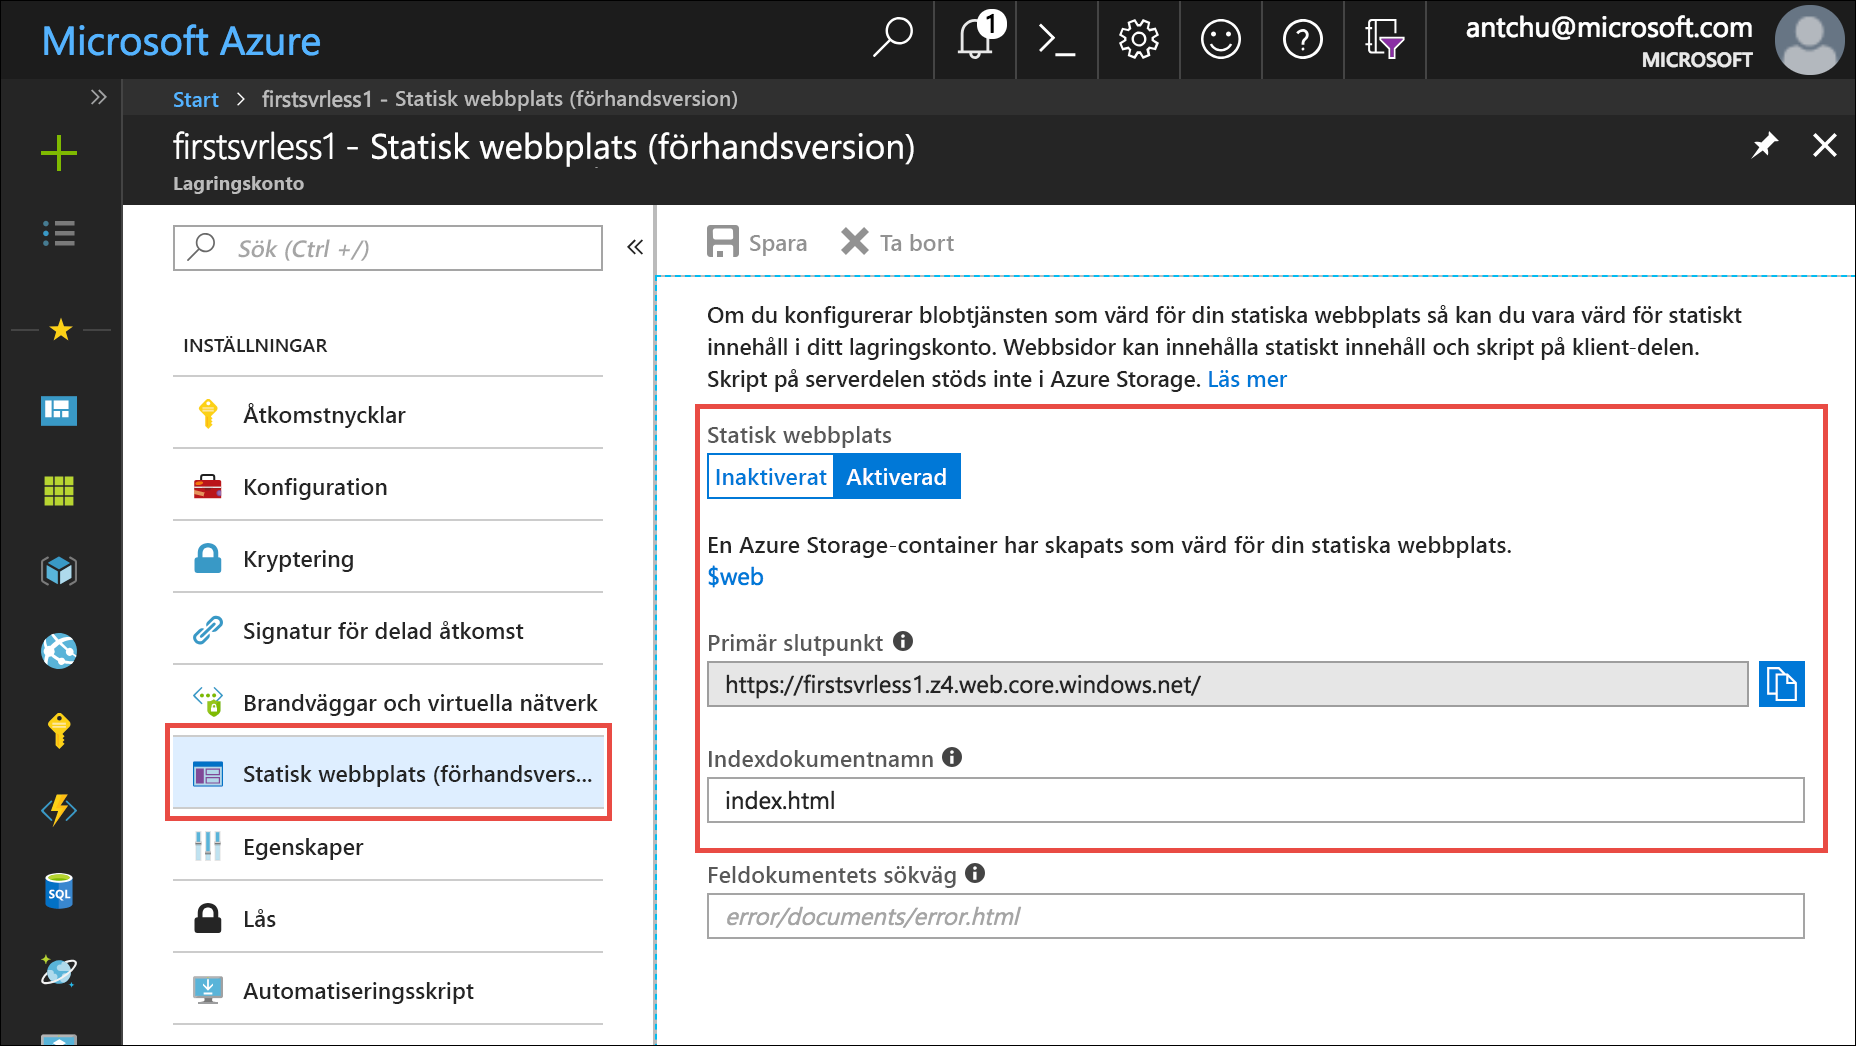 Microsoft Azure
1
antchu@microsoft.com
MICROSOFT
Start > firstsvrless1 - Statisk webbplats (förhandsversion)
firstsvrless1 - Statisk webbplats (förhandsversion)
Lagringskonto
Sök (Ctrl +/)
INSTÄLLNINGAR
Åtkomstnycklar
Konfiguration
Kryptering
Signatur för delad åtkomst
Brandväggar och virtuella nätverk
Statisk webbplats (förhandsvers...
Egenskaper
Lås
Automatiseringsskript
SQL
Spara
Ta bort
Om du konfigurerar blobtjänsten som värd för din statiska webbplats så kan du vara värd för statiskt
innehåll i ditt lagringskonto. Webbsidor kan innehålla statiskt innehåll och skript på klient-delen.
Skript på serverdelen stöds inte i Azure Storage. Läs mer
Statisk webbplats
Inaktiverat Aktiverad
En Azure Storage-container har skapats som värd för din statiska webbplats.
$web
Primär slutpunkt
https://firstsvrless1.z4.web.core.windows.net/
Indexdokumentnamn
index.html
Feldokumentets sökväg
error/documents/error.html